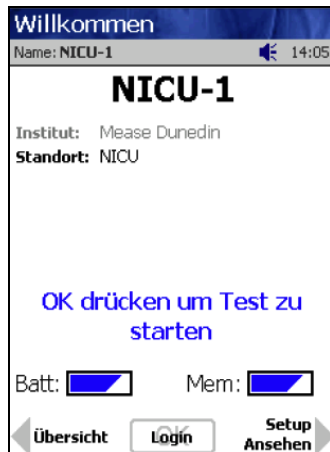 Willkommen
Name: NICU-1 14:05
NICU-1
Institut: Mease Dunedin
Standort: NICU
OK drücken um Test zu
starten
Batt: Mem:
Übersicht Login OK Setup
Ansehen